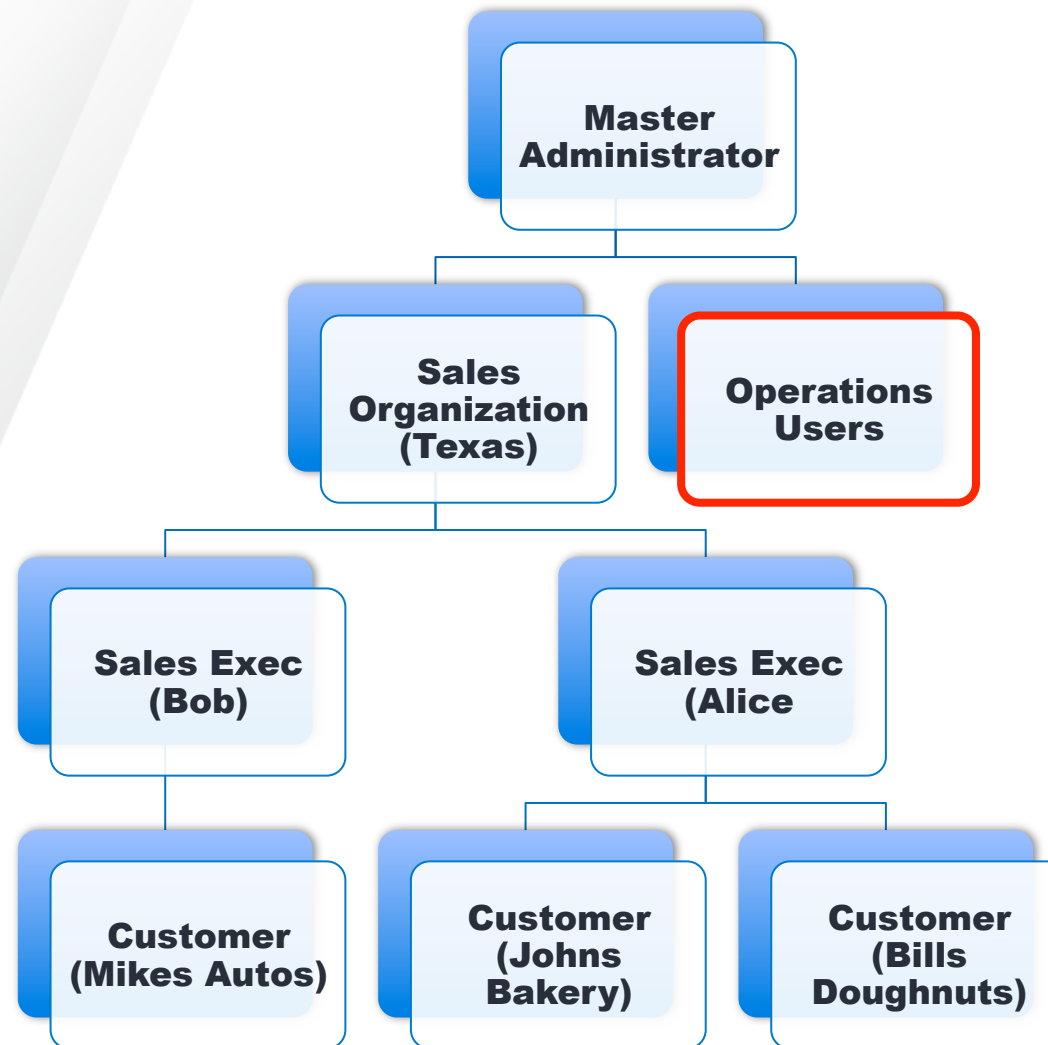 Master
Administrator
Sales
Organization
(Texas)
Operations
Users
Sales Exec
(Bob)
Sales Exec
(Alice
Customer
(Mikes Autos)
Customer
(Johns
Bakery)
Customer
(Bills
Doughnuts)